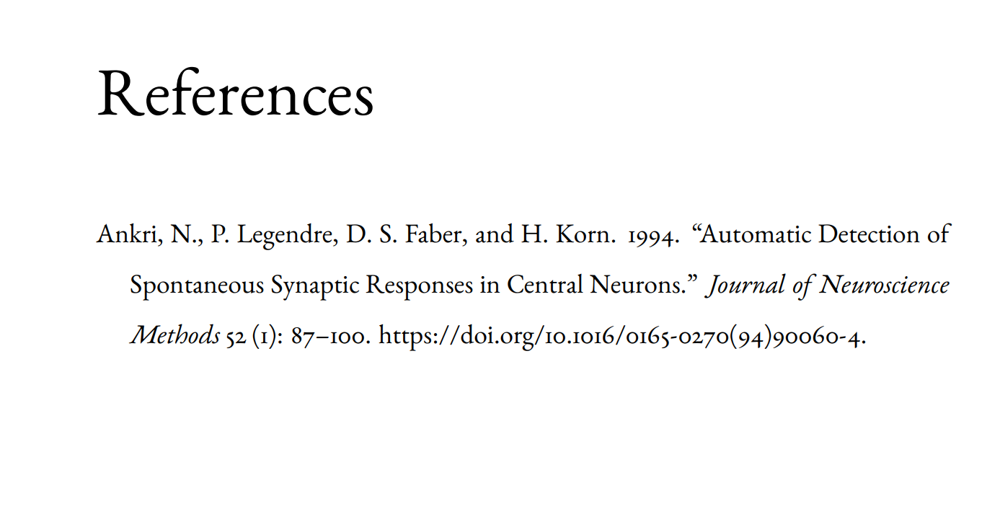 References
Ankri, N., P. Legendre, D. S. Faber, and H. Korn. 1994. “Automatic Detection of
Spontaneous Synaptic Responses in Central Neurons.” Journal of Neuroscience
Methods 52 (1): 87–100. https://doi.org/10.1016/0165-0270(94)90060-4.